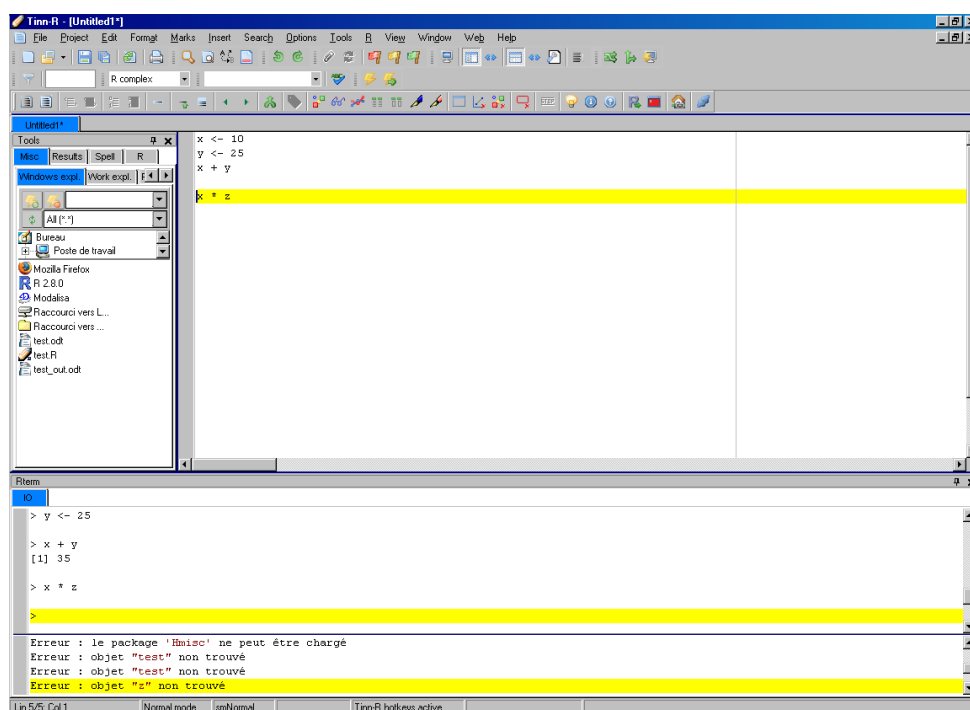 Tinn-R - [Untitled1*]
File Project Edit Format Marks Insert Search Options Tools R View Window Web Help
R complex
Untitled1*
Tools
Misc Results Spell R
Windows expl. Work expl.
All (*.*)
Bureau
Poste de travail
Mozilla Firefox
R 2.8.0
Modalisa
Raccourci vers L...
Raccourci vers ...
test.odt
test.R
test_out.odt
x <- 10
y <- 25
x + y
x * z
Rterm
IO
> y <- 25
> x + y
[1] 35
> x * z
>
Erreur : le package 'Hmisc' ne peut être chargé
Erreur : objet "test" non trouvé
Erreur : objet "test" non trouvé
Erreur : objet "z" non trouvé
Lin 5/5: Col 1 Normal mode smNormal Tinn-R hotkeys active